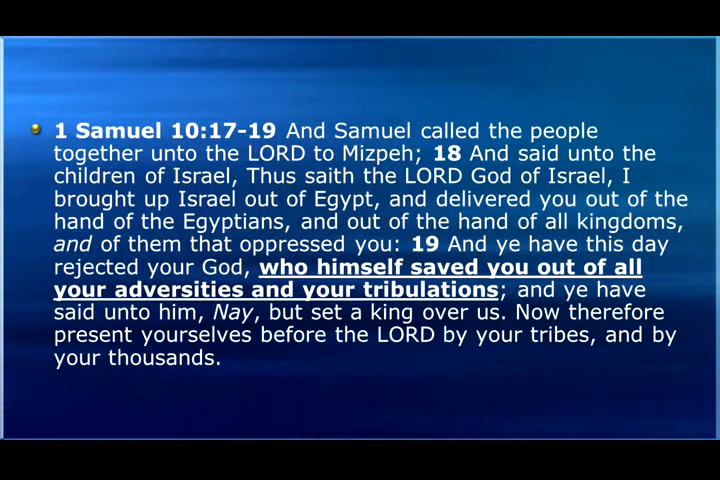 1 Samuel 10:17-19 And Samuel called the people
together unto the LORD to Mizpeh; 18 And said unto the
children of Israel, Thus saith the LORD God of Israel, I
brought up Israel out of Egypt, and delivered you out of the
hand of the Egyptians, and out of the hand of all kingdoms,
and of them that oppressed you: 19 And ye have this day
rejected your God, who himself saved you out of all
your adversities and your tribulations; and ye have
said unto him, Nay, but set a king over us. Now therefore
present yourselves before the LORD by your tribes, and by
your thousands.